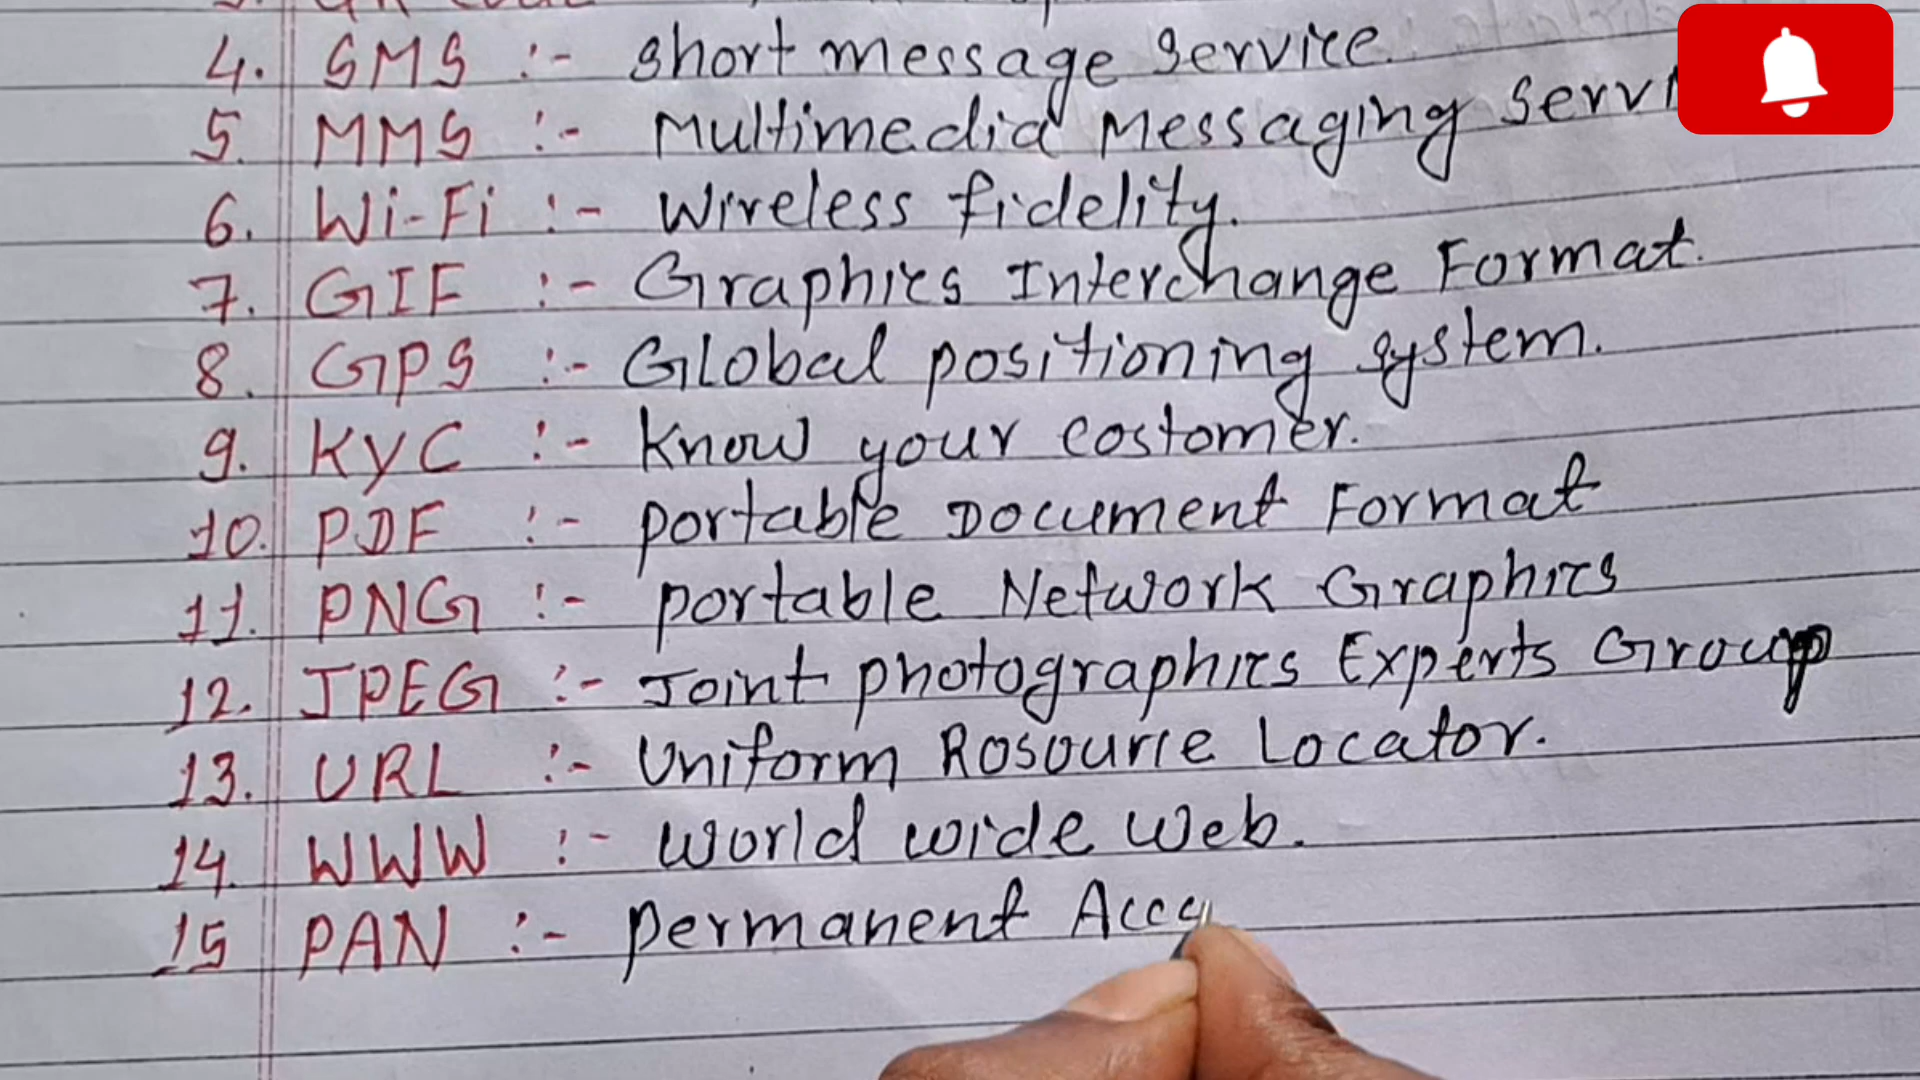 4. SMS :- Short message Service.
5. MMS :- Multimedia Messaging Serv
6. Wi-Fi :- Wireless fidelity.
7. GIF :- Graphics Interchange Format.
8. GPS :- Global positioning system.
9. KYC :- Know your costomer.
10. PDF :- Portable Document Format
11. PNG :- Portable Network Graphics
12. JPEG :- Joint photographics Experts Group
13. URL :- Uniform Rosource Locator.
14. WWW :- World wide Web.
15 PAN :- Permanent Acco